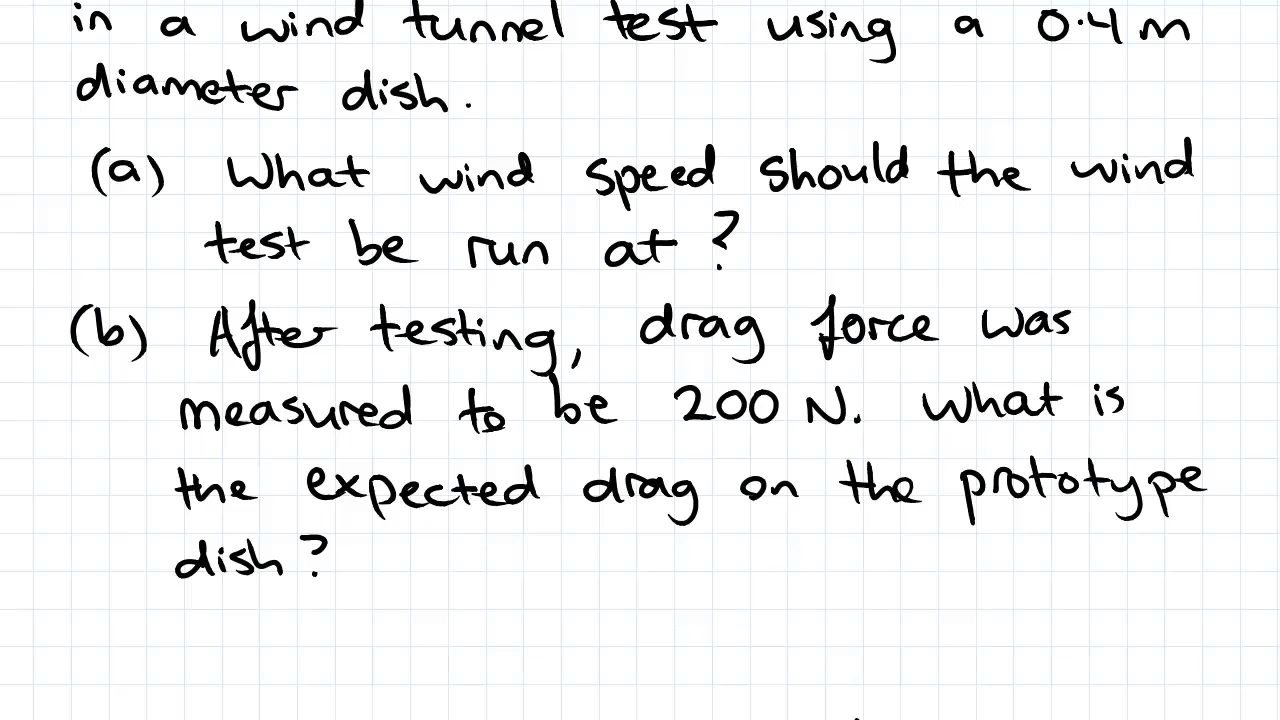 in a wind tunnel test using a 0.4 m
diameter dish.
(a) What wind speed should the wind
test be run at?
(b) After testing, drag force was
measured to be 200 N. What is
the expected drag on the prototype
dish?